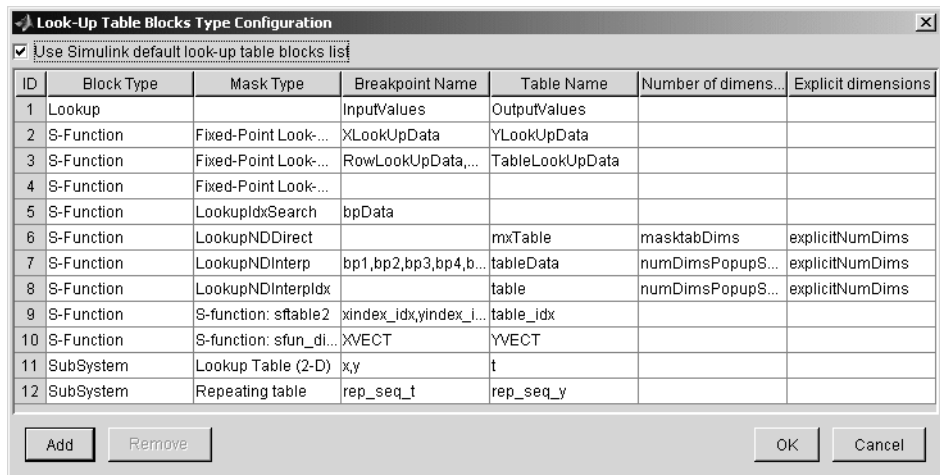 Look-Up Table Blocks Type Configuration
Use Simulink default look-up table blocks list
ID Block Type Mask Type Breakpoint Name Table Name Number of dimens... Explicit dimensions
1 Lookup InputValues OutputValues
2 S-Function Fixed-Point Look-... XLookUpData YLookUpData
3 S-Function Fixed-Point Look-... RowLookUpData,... TableLookUpData
4 S-Function Fixed-Point Look-...
5 S-Function LookupIdxSearch bpData
6 S-Function LookupNDDirect mxTable masktabDims explicitNumDims
7 S-Function LookupNDInterp bp1,bp2,bp3,bp4,b... tableData numDimsPopupS... explicitNumDims
8 S-Function LookupNDInterpIdx table numDimsPopupS... explicitNumDims
9 S-Function S-function: sftable2 xindex_idx,yindex_i... table_idx
10 S-Function S-function: sfun_di... XVECT YVECT
11 SubSystem Lookup Table (2-D) x,y t
12 SubSystem Repeating table rep_seq_t rep_seq_y
Add Remove OK Cancel